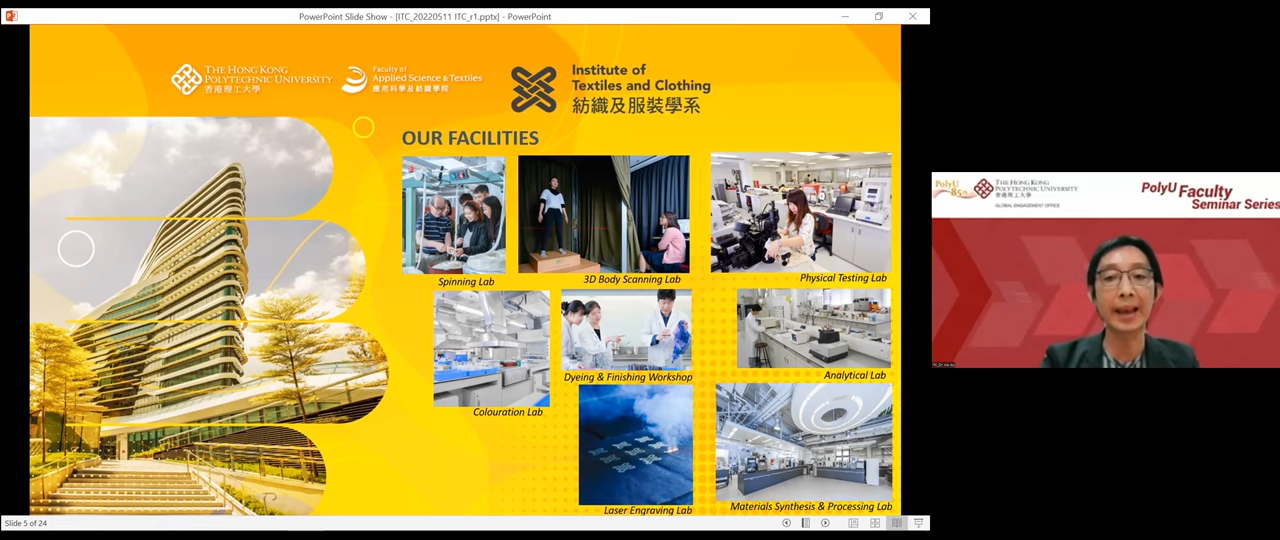 PowerPoint Slide Show - [ITC_20220511 ITC_r1.pptx] - PowerPoint
THE HONG KONG
POLYTECHNIC UNIVERSITY
香港理工大學
Faculty of
Applied Science & Textiles
應用科學及紡織學院
Institute of
Textiles and Clothing
紡織及服裝學系
OUR FACILITIES
Spinning Lab
3D Body Scanning Lab
Physical Testing Lab
Colouration Lab
Dyeing & Finishing Workshop
Analytical Lab
Laser Engraving Lab
Materials Synthesis & Processing Lab
Slide 5 of 24
PolyU
85
THE HONG KONG
POLYTECHNIC UNIVERSITY
香港理工大學
GLOBAL ENGAGEMENT OFFICE
PolyU Faculty
Seminar Series